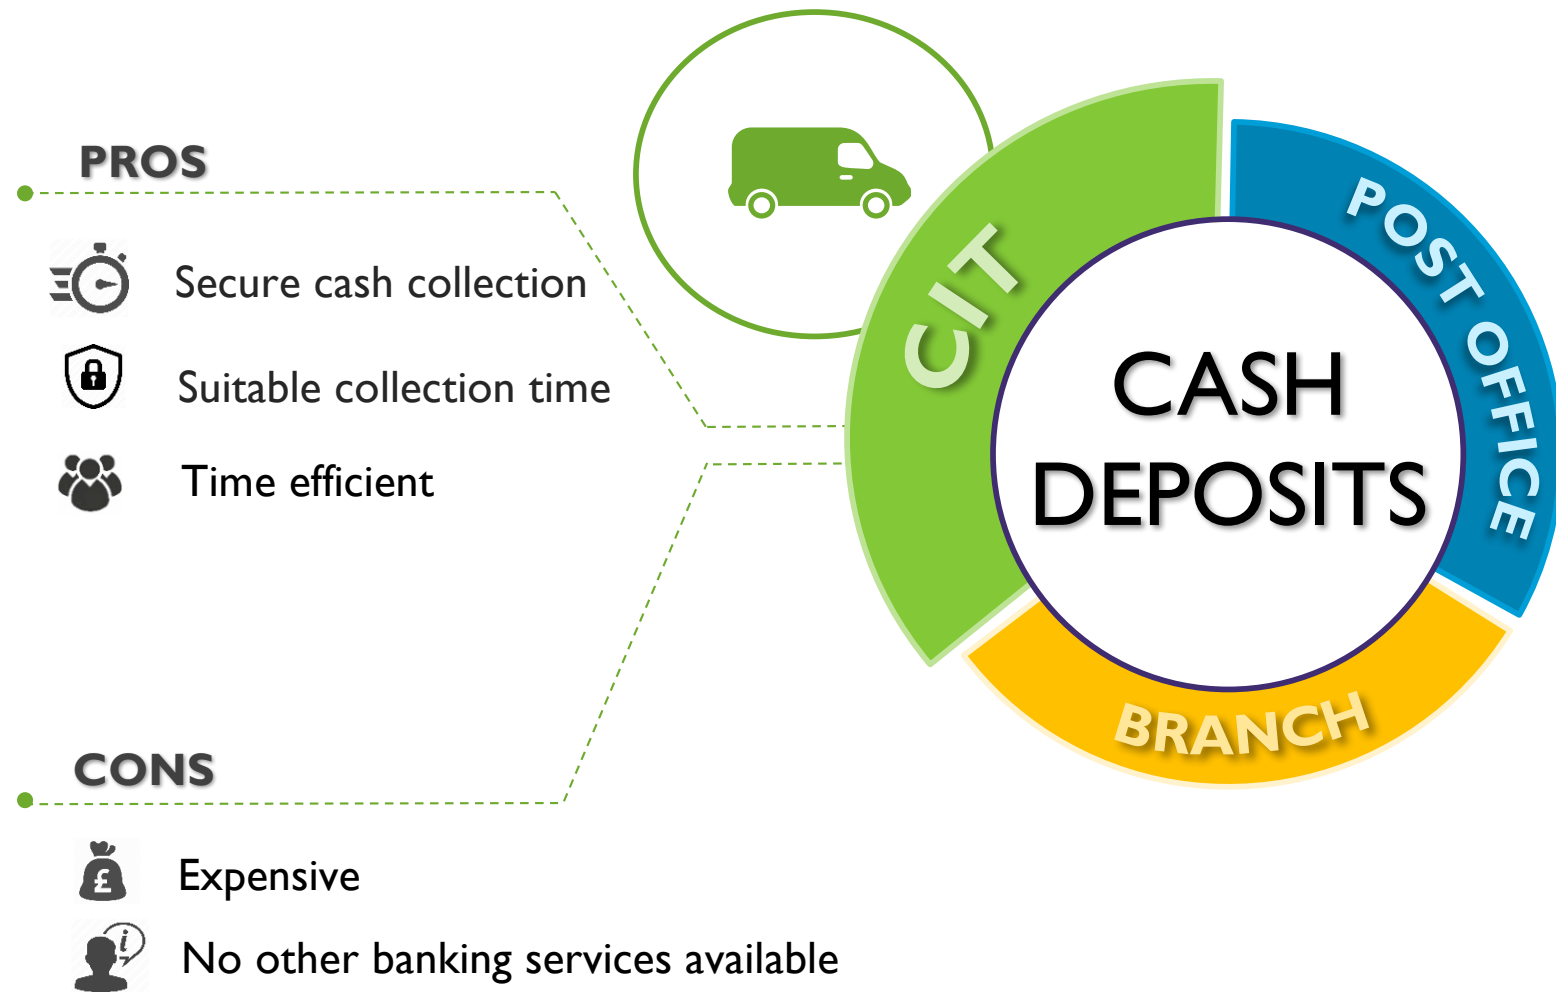 PROS
Secure cash collection
Suitable collection time
Time efficient
CONS
£
Expensive
i
No other banking services available
CIT
POST OFFICE
BRANCH
CASH
DEPOSITS